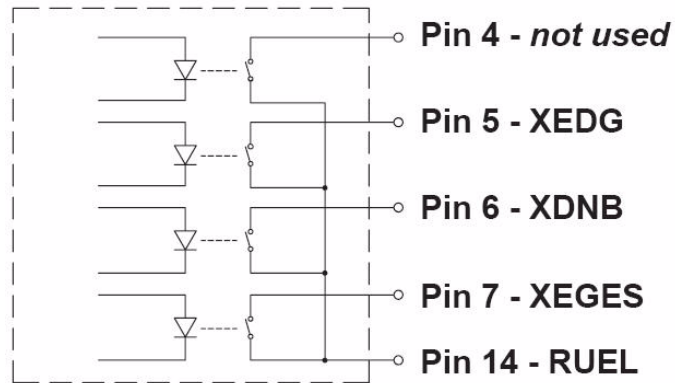 Pin 4 - not used
Pin 5 - XEDG
Pin 6 - XDNB
Pin 7 - XEGES
Pin 14 - RUEL